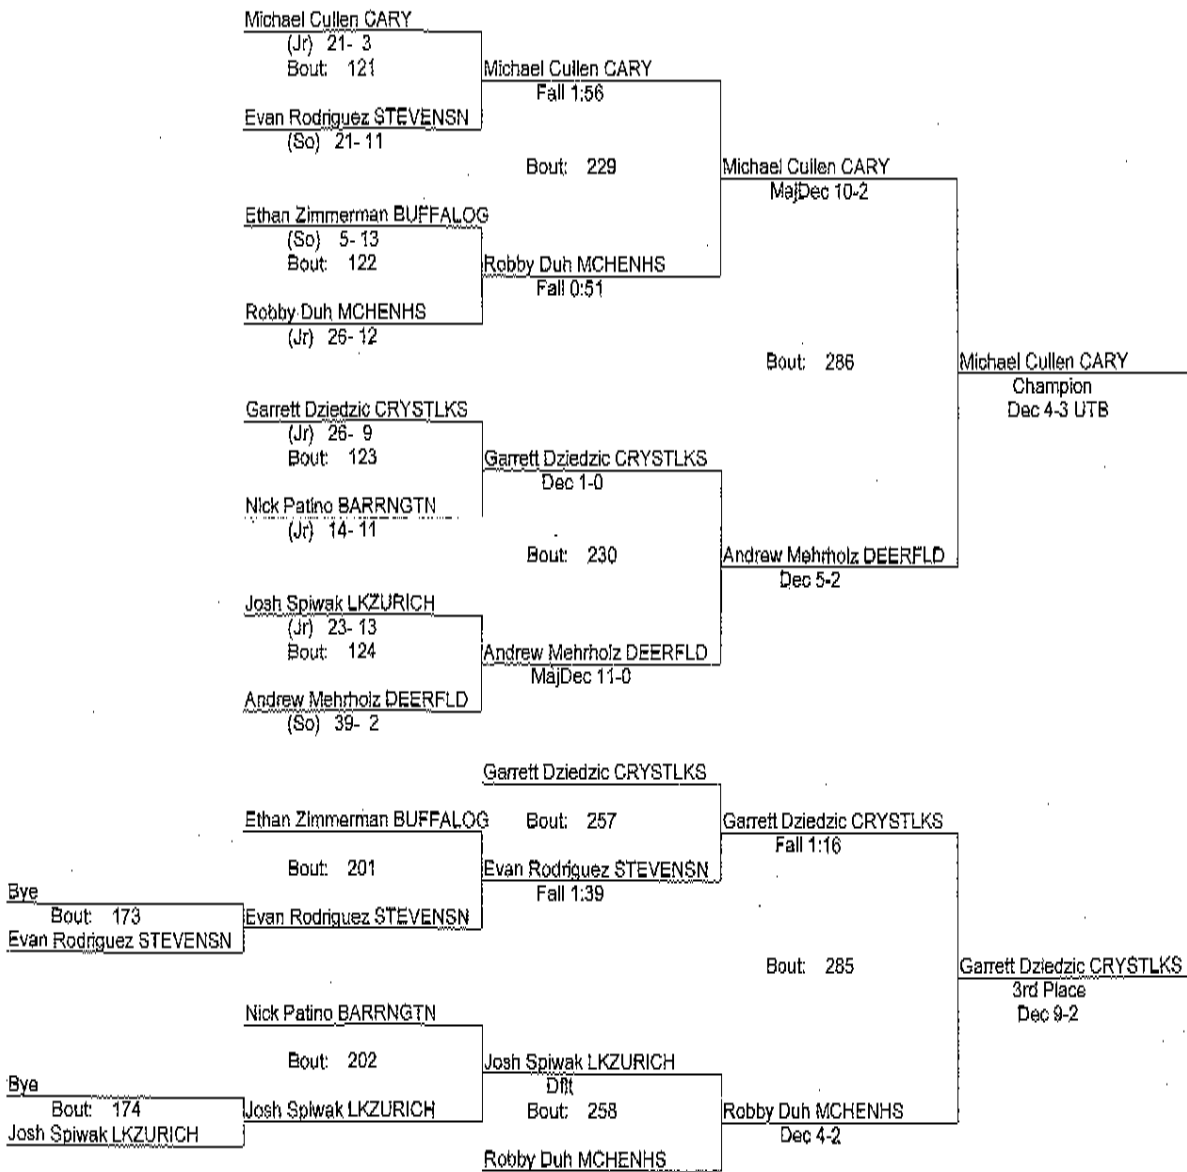 Michael Cullen CARY
(Jr) 21- 3
Bout: 121
Michael Cullen CARY
Fall 1:56
Evan Rodriguez STEVENSN
(So) 21- 11
Bout: 229
Michael Cullen CARY
MajDec 10-2
Ethan Zimmerman BUFFALOG
(So) 5- 13
Bout: 122
Robby Duh MCHENHS
Fall 0:51
Robby Duh MCHENHS
(Jr) 26- 12
Bout: 286
Michael Cullen CARY
Champion
Dec 4-3 UTB
Garrett Dziedzic CRYSTLKS
(Jr) 26- 9
Bout: 123
Garrett Dziedzic CRYSTLKS
Dec 1-0
Nick Patino BARRNGTN
(Jr) 14- 11
Bout: 230
Andrew Mehrholz DEERFLD
Dec 5-2
Josh Spiwak LKZURICH
(Jr) 23- 13
Bout: 124
Andrew Mehrholz DEERFLD
MajDec 11-0
Andrew Mehrholz DEERFLD
(So) 39- 2
Garrett Dziedzic CRYSTLKS
Ethan Zimmerman BUFFALOG
Bout: 257
Garrett Dziedzic CRYSTLKS
Fall 1:16
Bout: 201
Evan Rodriguez STEVENSN
Fall 1:39
Bye
Bout: 173
Evan Rodriguez STEVENSN
Evan Rodriguez STEVENSN
Bout: 285
Garrett Dziedzic CRYSTLKS
3rd Place
Dec 9-2
Nick Patino BARRNGTN
Bout: 202
Josh Spiwak LKZURICH
Dflt
Bye
Bout: 174
Josh Spiwak LKZURICH
Josh Spiwak LKZURICH
Bout: 258
Robby Duh MCHENHS
Dec 4-2
Robby Duh MCHENHS